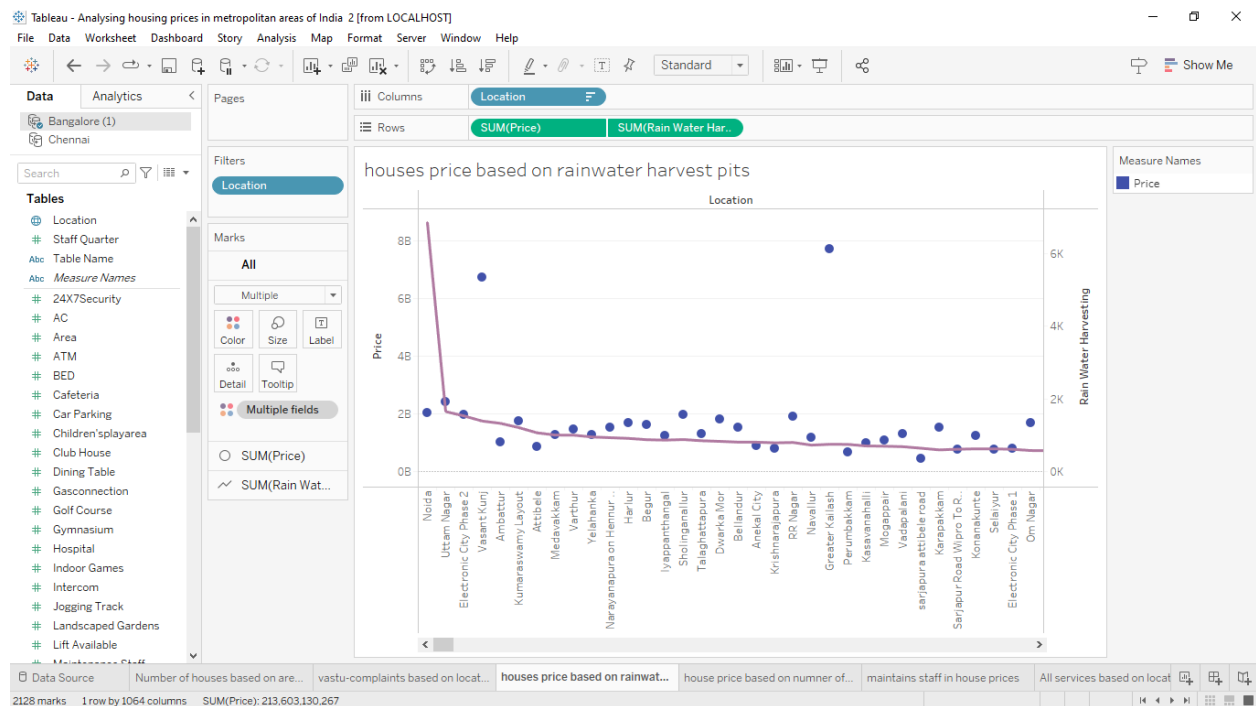 Tableau - Analysing housing prices in metropolitan areas of India 2 [from LOCALHOST]
File Data Worksheet Dashboard Story Analysis Map Format Server Window Help
Standard
Show Me
Data Analytics
Bangalore (1)
Chennai
Search
Tables
Location
Staff Quarter
Abc Table Name
Abc Measure Names
24X7Security
AC
Area
ATM
BED
Cafeteria
Car Parking
Children'splayarea
Club House
Dining Table
Gasconnection
Golf Course
Gymnasium
Hospital
Indoor Games
Intercom
Jogging Track
Landscaped Gardens
Lift Available
Maintenance Staff
Pages
Filters
Location
Marks
All
Multiple
Color Size Label
Detail Tooltip
Multiple fields
SUM(Price)
SUM(Rain Wat...
Columns Location
Rows SUM(Price) SUM(Rain Water Har..
houses price based on rainwater harvest pits
Location
8B
6B
4B
2B
0B
Price
6K
4K
2K
0K
Rain Water Harvesting
Noida
Uttam Nagar
Electronic City Phase 2
Vasant Kunj
Ambattur
Kumaraswamy Layout
Attibele
Medavakkam
Varthur
Yelahanka
Narayanapura on Hennur ..
Harlur
Begur
Iyappanthangal
Sholinganallur
Talaghattapura
Dwarka Mor
Bellandur
Anekal City
Krishnarajapura
RR Nagar
Navallur
Greater Kailash
Perumbakkam
Kasavanahalli
Mogappair
Vadapalani
sarjapura attibele road
Karapakkam
Sarjapur Road Wipro To R..
Konanakunte
Selaiyur
Electronic City Phase 1
Om Nagar
Measure Names
Price
Data Source
Number of houses based on are...
vastu-complaints based on locat...
houses price based on rainwat...
house price based on numner of...
maintains staff in house prices
All services based on locat
2128 marks 1 row by 1064 columns SUM(Price): 213,603,130,267